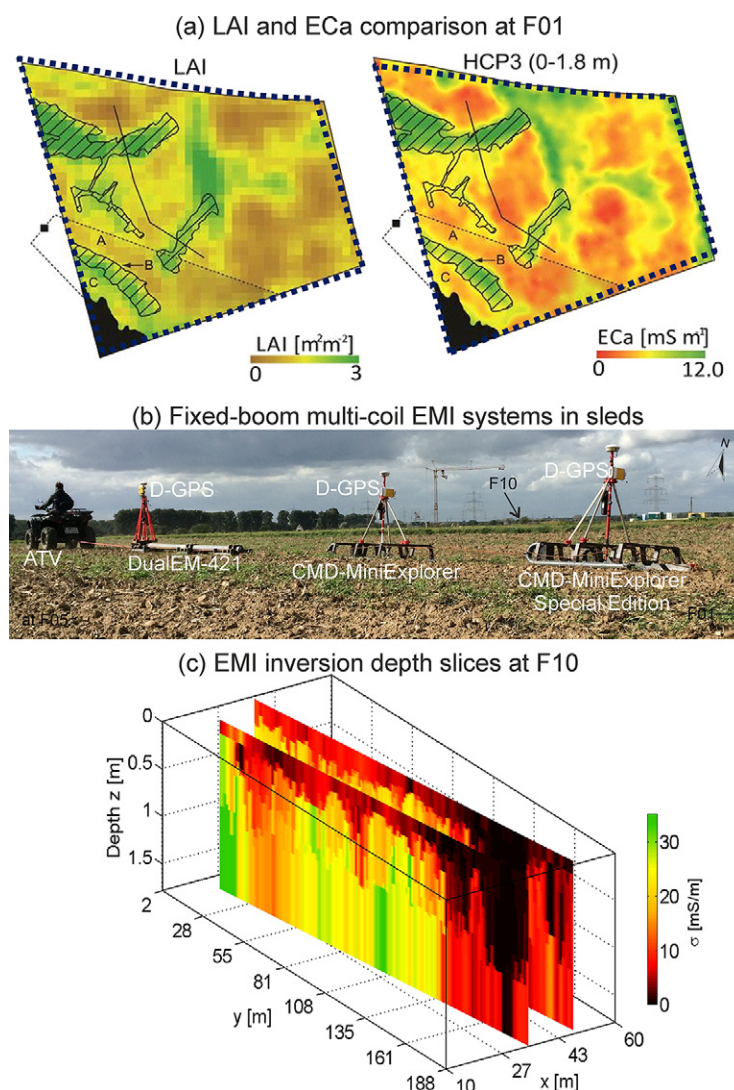 (a) LAI and ECa comparison at F01
LAI
HCP3 (0-1.8 m)
A
B
C
A
B
C
LAI [m²m⁻²]
0
3
ECa [mS m⁻¹]
0
12.0
(b) Fixed-boom multi-coil EMI systems in sleds
N
D-GPS
D-GPS
D-GPS
F10
ATV
DualEM-421
CMD-MiniExplorer
CMD-MiniExplorer
Special Edition
at F05
F01
(c) EMI inversion depth slices at F10
0
0.5
1
1.5
2
Depth z [m]
28
55
81
108
135
161
188
y [m]
10
27
43
60
x [m]
30
20
10
0
σ [mS/m]